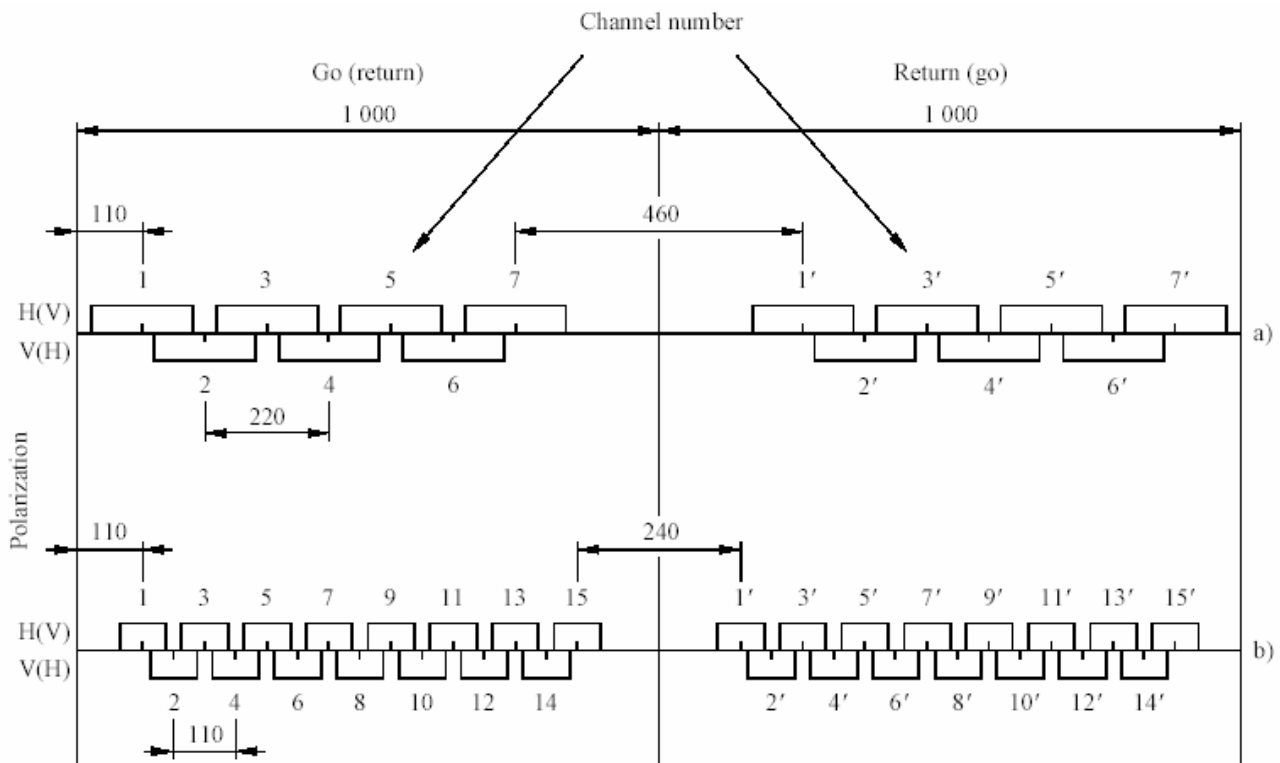 Channel number
Go (return) Return (go)
1 000 1 000
110 460
1 3 5 7 1′ 3′ 5′ 7′
H(V)
a)
V(H)
2 4 6 2′ 4′ 6′
220
Polarization
110 240
1 3 5 7 9 11 13 15 1′ 3′ 5′ 7′ 9′ 11′ 13′ 15′
H(V)
b)
V(H)
2 4 6 8 10 12 14 2′ 4′ 6′ 8′ 10′ 12′ 14′
110